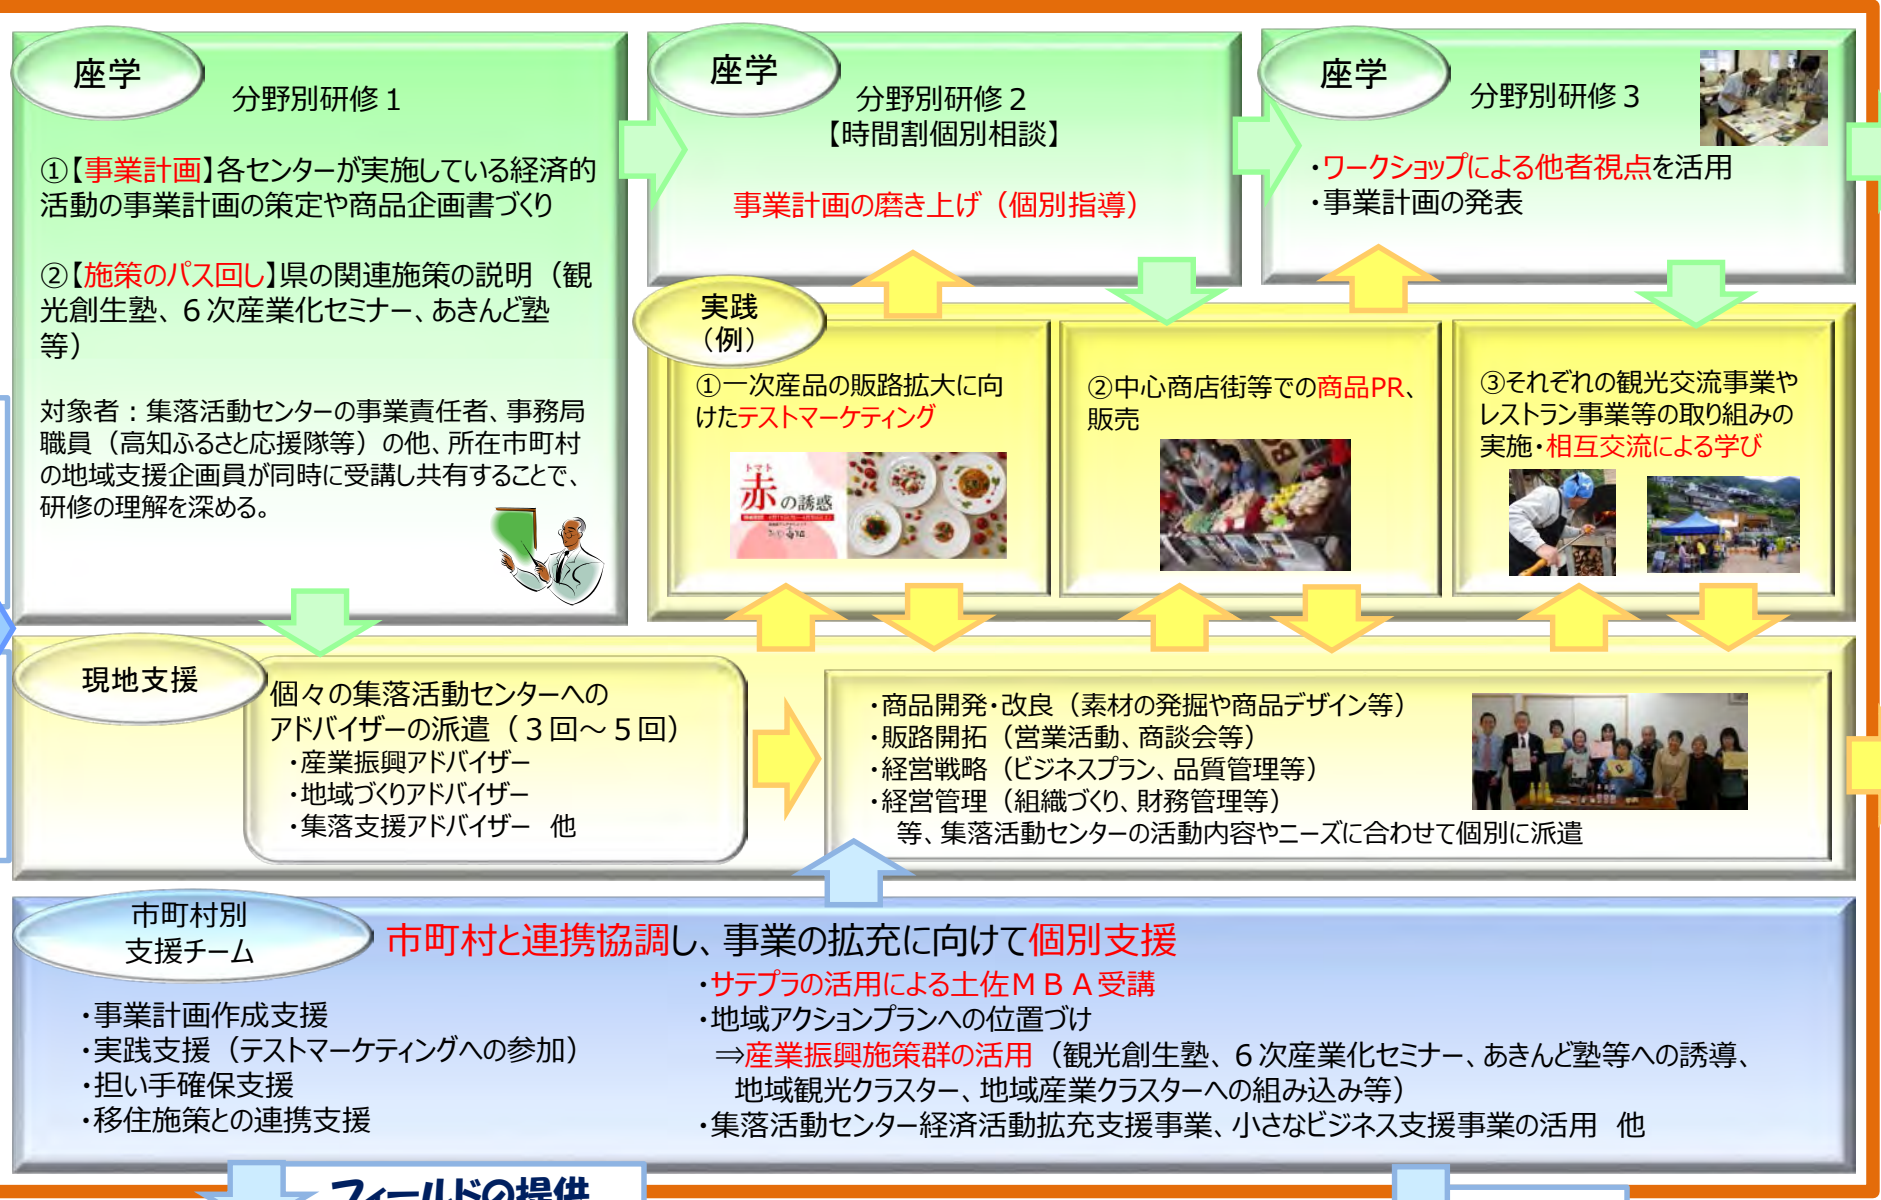 座学
分野別研修１
①【事業計画】各センターが実施している経済的
活動の事業計画の策定や商品企画書づくり
②【施策のパス回し】県の関連施策の説明（観
光創生塾、６次産業化セミナー、あきんど塾
等）
対象者：集落活動センターの事業責任者、事務局
職員（高知ふるさと応援隊等）の他、所在市町村
の地域支援企画員が同時に受講し共有することで、
研修の理解を深める。
座学
分野別研修２
【時間割個別相談】
事業計画の磨き上げ（個別指導）
座学
分野別研修３
・ワークショップによる他者視点を活用
・事業計画の発表
実践
（例）
①一次産品の販路拡大に向
けたテストマーケティング
トマト
赤の誘惑
②中心商店街等での商品PR、
販売
③それぞれの観光交流事業や
レストラン事業等の取り組みの
実施・相互交流による学び
現地支援
個々の集落活動センターへの
アドバイザーの派遣（３回～５回）
・産業振興アドバイザー
・地域づくりアドバイザー
・集落支援アドバイザー　他
・商品開発・改良（素材の発掘や商品デザイン等）
・販路開拓（営業活動、商談会等）
・経営戦略（ビジネスプラン、品質管理等）
・経営管理（組織づくり、財務管理等）
等、集落活動センターの活動内容やニーズに合わせて個別に派遣
市町村別
支援チーム
市町村と連携協調し、事業の拡充に向けて個別支援
・事業計画作成支援
・実践支援（テストマーケティングへの参加）
・担い手確保支援
・移住施策との連携支援
・サテプラの活用による土佐ＭＢＡ受講
・地域アクションプランへの位置づけ
⇒産業振興施策群の活用（観光創生塾、６次産業化セミナー、あきんど塾等への誘導、
地域観光クラスター、地域産業クラスターへの組み込み等）
・集落活動センター経済活動拡充支援事業、小さなビジネス支援事業の活用　他
フィールドの提供